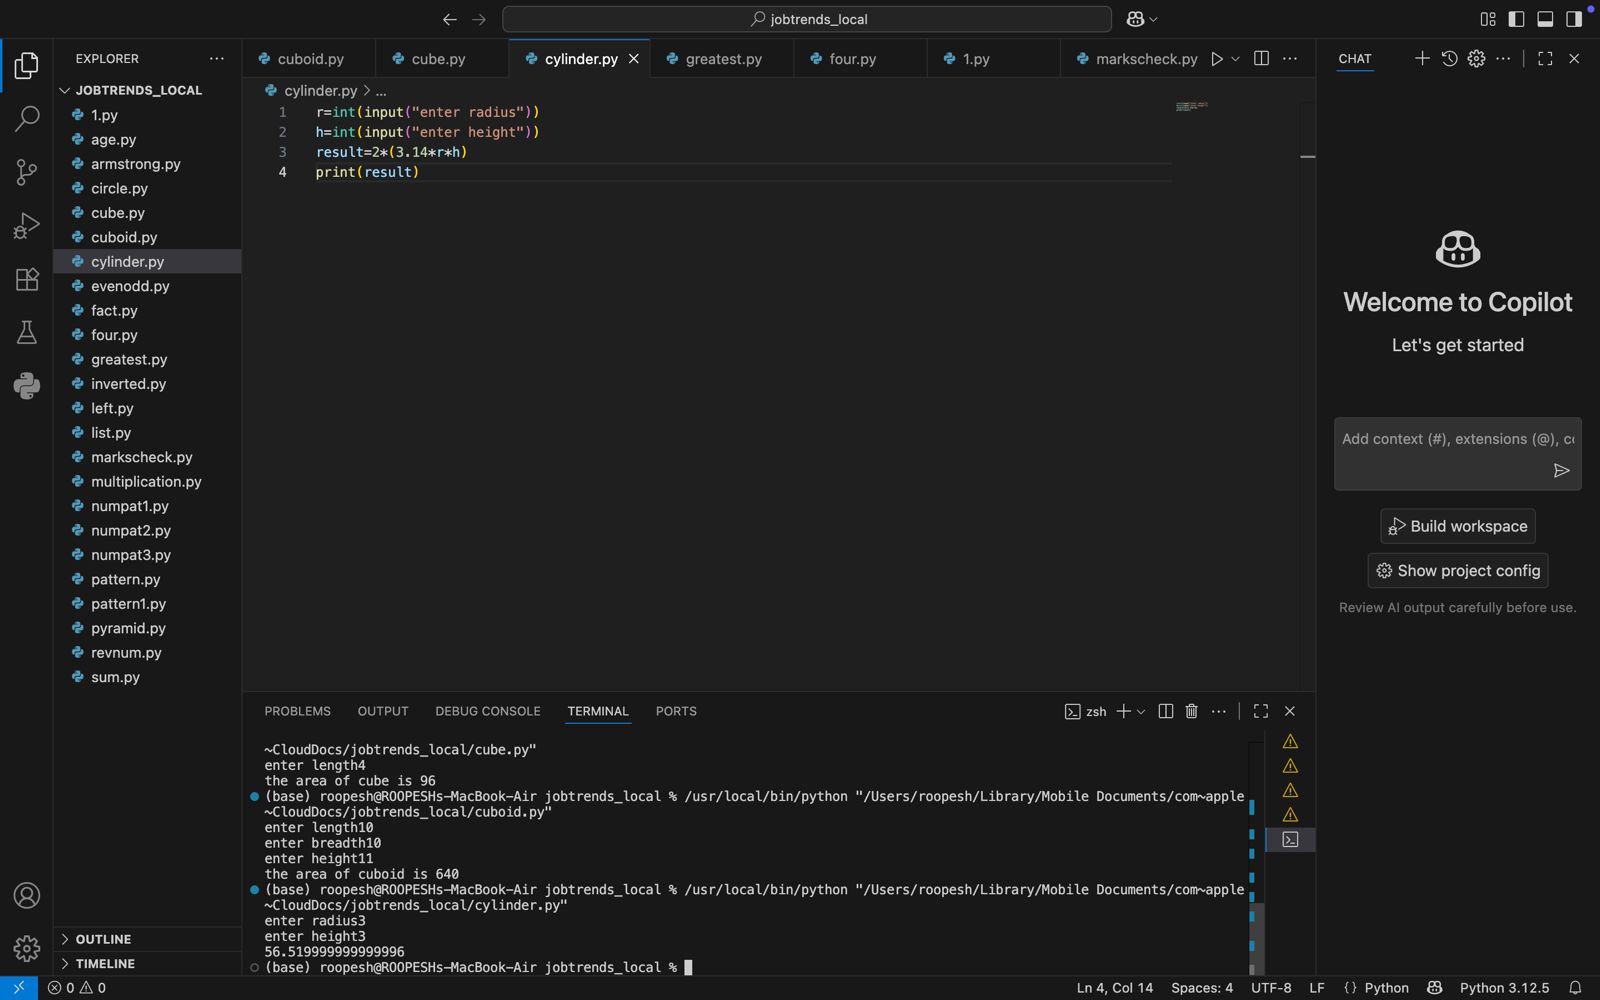 jobtrends_local
EXPLORER
JOBTRENDS_LOCAL
1.py
age.py
armstrong.py
circle.py
cube.py
cuboid.py
cylinder.py
evenodd.py
fact.py
four.py
greatest.py
inverted.py
left.py
list.py
markscheck.py
multiplication.py
numpat1.py
numpat2.py
numpat3.py
pattern.py
pattern1.py
pyramid.py
revnum.py
sum.py
OUTLINE
TIMELINE
cuboid.py cube.py cylinder.py greatest.py four.py 1.py markscheck.py
cylinder.py > ...
1 r=int(input("enter radius"))
2 h=int(input("enter height"))
3 result=2*(3.14*r*h)
4 print(result)
PROBLEMS OUTPUT DEBUG CONSOLE TERMINAL PORTS
zsh
~CloudDocs/jobtrends_local/cube.py"
enter length4
the area of cube is 96
(base) roopesh@ROOPESHs-MacBook-Air jobtrends_local % /usr/local/bin/python "/Users/roopesh/Library/Mobile Documents/com~apple
~CloudDocs/jobtrends_local/cuboid.py"
enter length10
enter breadth10
enter height11
the area of cuboid is 640
(base) roopesh@ROOPESHs-MacBook-Air jobtrends_local % /usr/local/bin/python "/Users/roopesh/Library/Mobile Documents/com~apple
~CloudDocs/jobtrends_local/cylinder.py"
enter radius3
enter height3
56.519999999999996
(base) roopesh@ROOPESHs-MacBook-Air jobtrends_local %
CHAT
Welcome to Copilot
Let's get started
Add context (#), extensions (@), co
Build workspace
Show project config
Review AI output carefully before use.
0 0
Ln 4, Col 14 Spaces: 4 UTF-8 LF {} Python Python 3.12.5